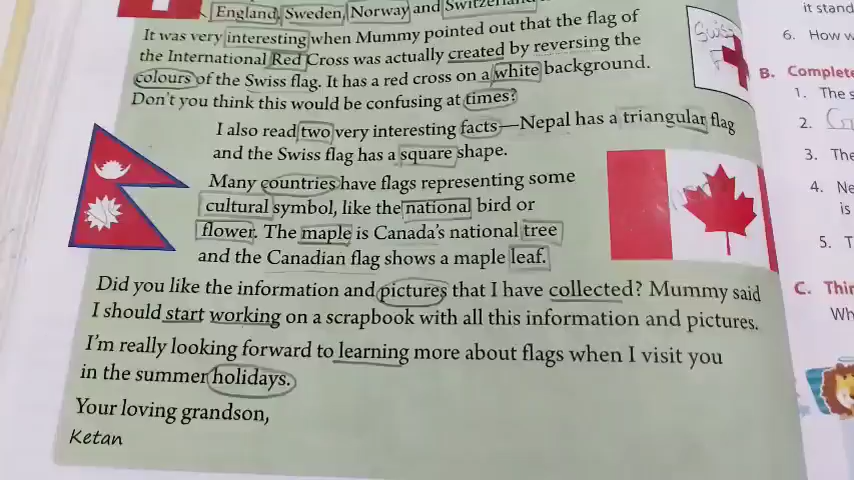 England, Sweden, Norway and Switzerland
It was very interesting when Mummy pointed out that the flag of
the International Red Cross was actually created by reversing the
colours of the Swiss flag. It has a red cross on a white background.
Don't you think this would be confusing at times?
I also read two very interesting facts—Nepal has a triangular flag
and the Swiss flag has a square shape.
Many countries have flags representing some
cultural symbol, like the national bird or
flower. The maple is Canada's national tree
and the Canadian flag shows a maple leaf.
Did you like the information and pictures that I have collected? Mummy said
I should start working on a scrapbook with all this information and pictures.
I'm really looking forward to learning more about flags when I visit you
in the summer holidays.
Your loving grandson,
Ketan
Swiss
it stand
6. How w
B. Complete
1. The s
2.
3. The
4. Ne
is
5. T
C. Thin
Wh